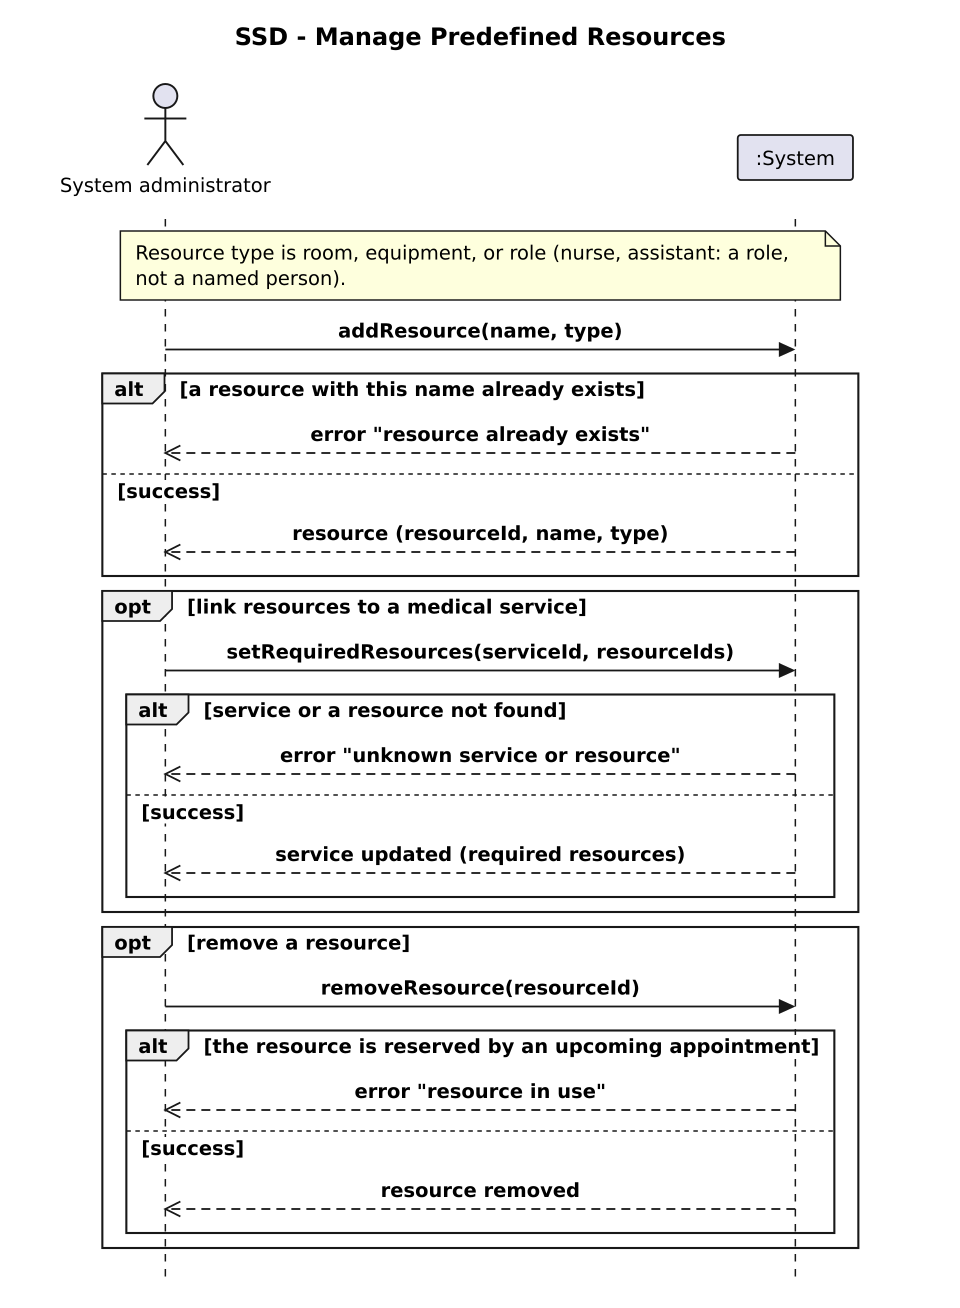 SSD - Manage Predefined Resources
System administrator
:System
Resource type is room, equipment, or role (nurse, assistant: a role,
not a named person).
addResource(name, type)
alt [a resource with this name already exists]
error "resource already exists"
[success]
resource (resourceId, name, type)
opt [link resources to a medical service]
setRequiredResources(serviceId, resourceIds)
alt [service or a resource not found]
error "unknown service or resource"
[success]
service updated (required resources)
opt [remove a resource]
removeResource(resourceId)
alt [the resource is reserved by an upcoming appointment]
error "resource in use"
[success]
resource removed